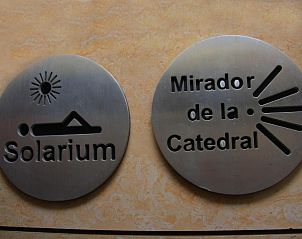 Solarium
Mirador
de la
Catedral